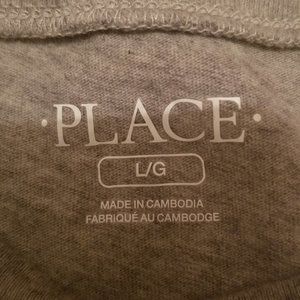 ·PLACE·
L/G
MADE IN CAMBODIA
FABRIQUÉ AU CAMBODGE